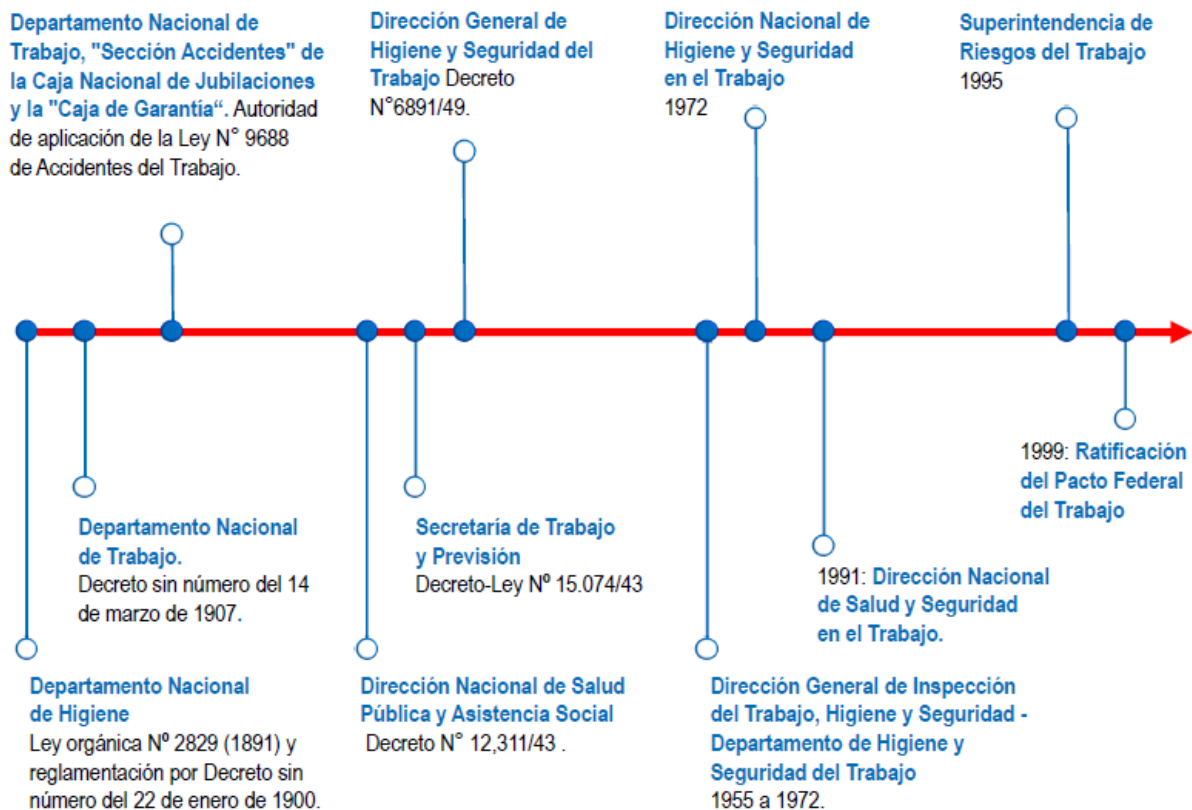 Departamento Nacional de
Trabajo, "Sección Accidentes" de
la Caja Nacional de Jubilaciones
y la "Caja de Garantía“. Autoridad
de aplicación de la Ley N° 9688
de Accidentes del Trabajo.
Dirección General de
Higiene y Seguridad del
Trabajo Decreto
N°6891/49.
Dirección Nacional de
Higiene y Seguridad
en el Trabajo
1972
Superintendencia de
Riesgos del Trabajo
1995
1999: Ratificación
del Pacto Federal
del Trabajo
Departamento Nacional
de Trabajo.
Decreto sin número del 14
de marzo de 1907.
Secretaría de Trabajo
y Previsión
Decreto-Ley Nº 15.074/43
1991: Dirección Nacional
de Salud y Seguridad
en el Trabajo.
Departamento Nacional
de Higiene
Ley orgánica Nº 2829 (1891) y
reglamentación por Decreto sin
número del 22 de enero de 1900.
Dirección Nacional de Salud
Pública y Asistencia Social
Decreto N° 12,311/43 .
Dirección General de Inspección
del Trabajo, Higiene y Seguridad -
Departamento de Higiene y
Seguridad del Trabajo
1955 a 1972.